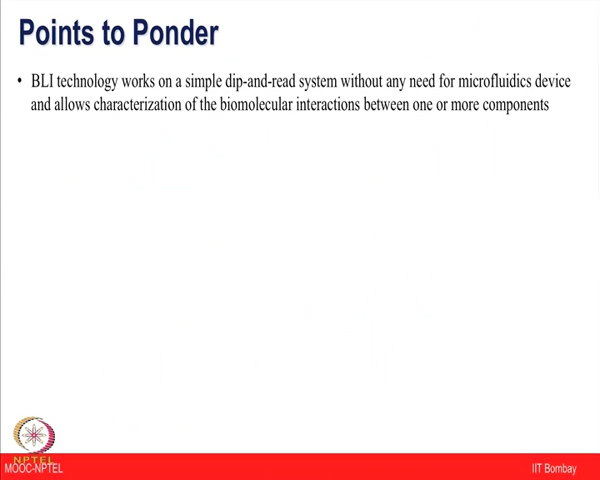 Points to Ponder
• BLI technology works on a simple dip-and-read system without any need for microfluidics device
and allows characterization of the biomolecular interactions between one or more components
NPTEL
MOOC-NPTEL
IIT Bombay